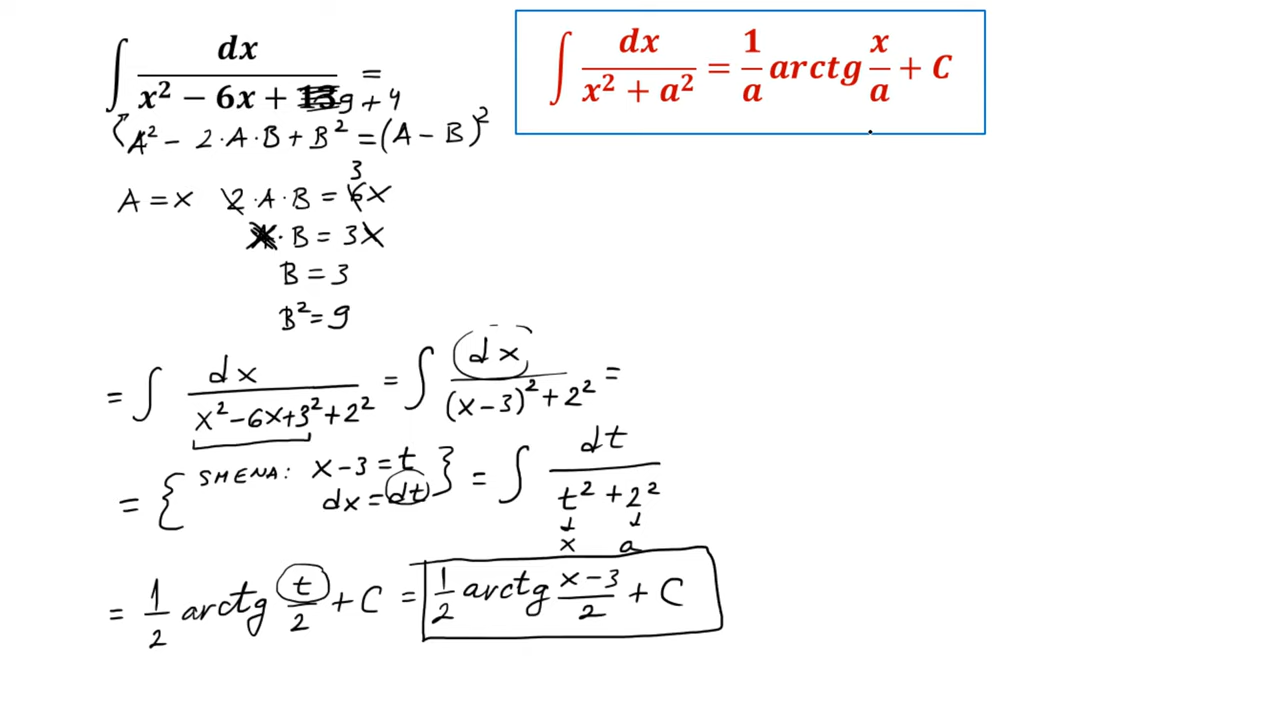 ∫ dx / (x² − 6x + 9 + 4) =
∫ dx / (x² + a²) = 1/a arctg x/a + C
A² − 2·A·B + B² = (A − B)²
A = x 2·A·B = 6x
3
x·B = 3x
B = 3
B² = 9
= ∫ dx / (x² − 6x + 3² + 2²) = ∫ dx / ((x − 3)² + 2²) =
= { SMENA: x − 3 = t
dx = dt } = ∫ dt / (t² + 2²)
x a
= 1/2 arctg t/2 + C = 1/2 arctg (x − 3)/2 + C